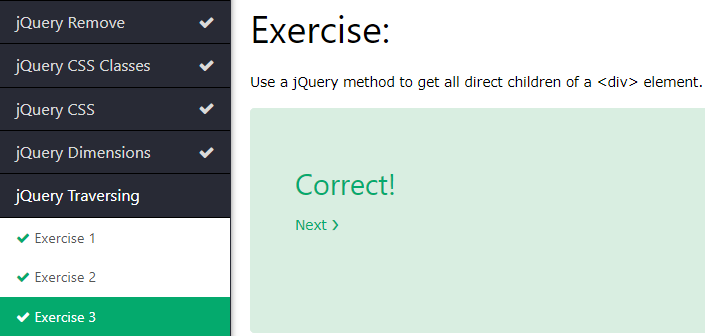 jQuery Remove
jQuery CSS Classes
jQuery CSS
jQuery Dimensions
jQuery Traversing
Exercise 1
Exercise 2
Exercise 3
Exercise:
Use a jQuery method to get all direct children of a <div> element.
Correct!
Next ❯